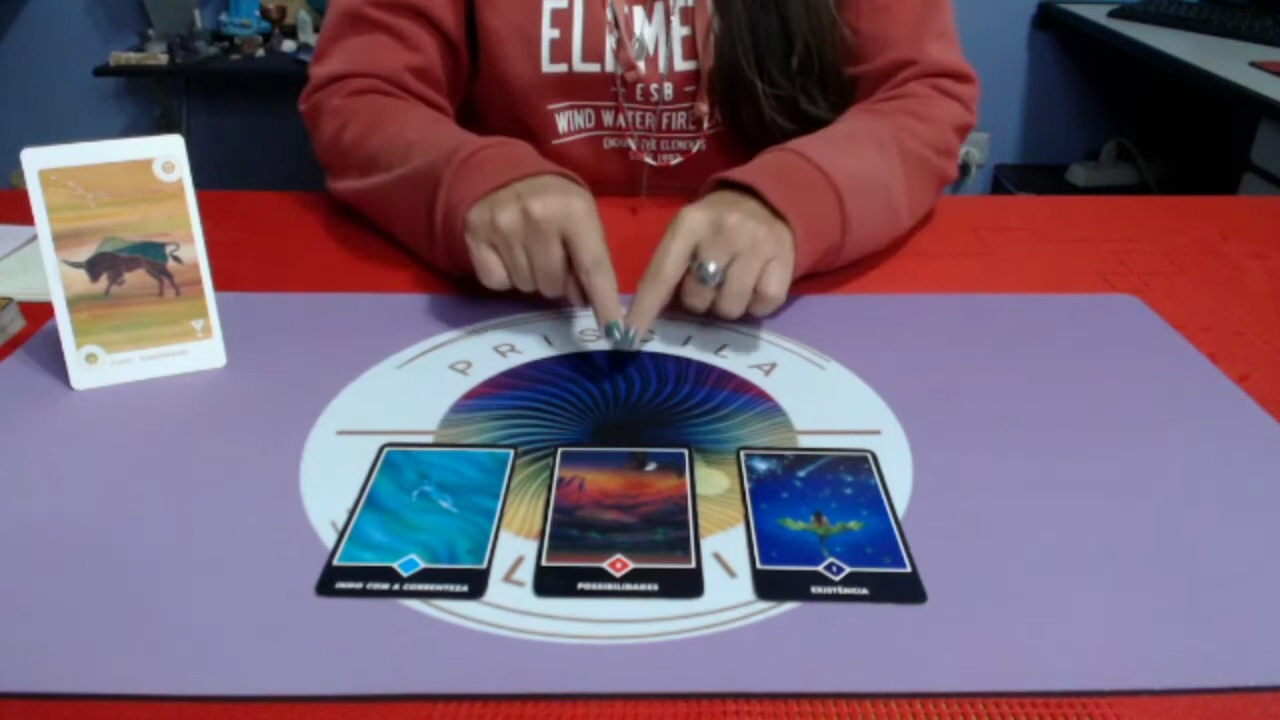 ELEME
- ESB -
WIND WATER FIRE
PRISCILA
L I
INDO COM A CORRENTEZA
POSSIBILIDADES
EXISTÊNCIA